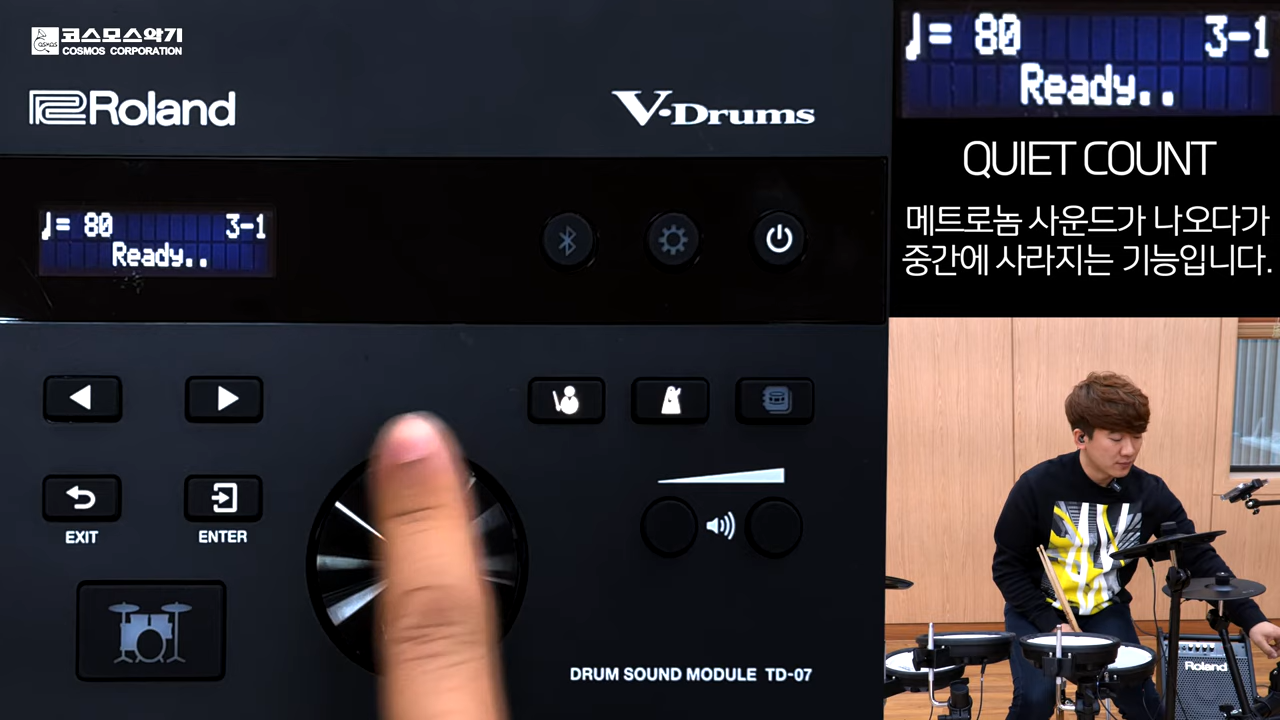 코스모스악기
COSMOS CORPORATION
Roland
V-Drums
♩= 80 3-1
Ready..
EXIT
ENTER
DRUM SOUND MODULE TD-07
♩= 80 3-1
Ready..
QUIET COUNT
메트로놈 사운드가 나오다가
중간에 사라지는 기능입니다.
Roland